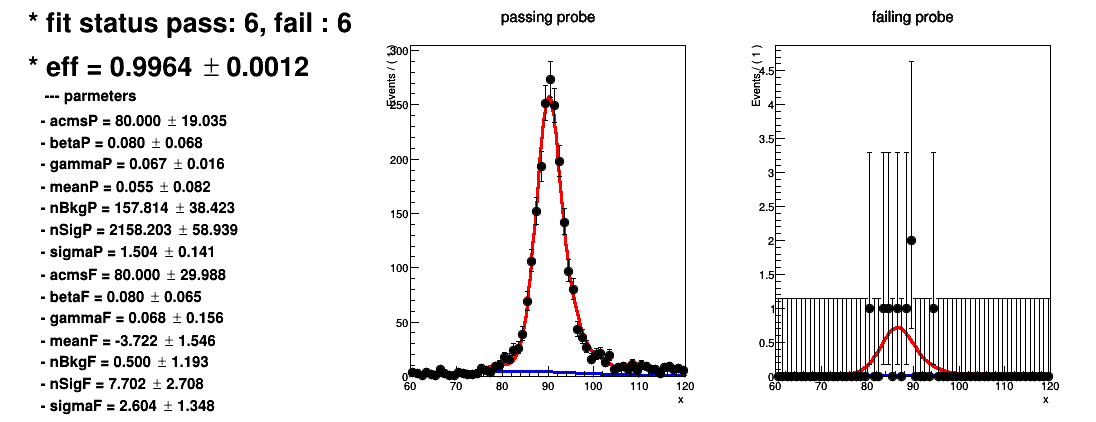 * fit status pass: 6, fail : 6
* eff = 0.9964 ± 0.0012
--- parmeters
- acmsP = 80.000 ± 19.035
- betaP = 0.080 ± 0.068
- gammaP = 0.067 ± 0.016
- meanP = 0.055 ± 0.082
- nBkgP = 157.814 ± 38.423
- nSigP = 2158.203 ± 58.939
- sigmaP = 1.504 ± 0.141
- acmsF = 80.000 ± 29.988
- betaF = 0.080 ± 0.065
- gammaF = 0.068 ± 0.156
- meanF = -3.722 ± 1.546
- nBkgF = 0.500 ± 1.193
- nSigF = 7.702 ± 2.708
- sigmaF = 2.604 ± 1.348
passing probe
Events / ( 1 )
300
250
200
150
100
50
0
60 70 80 90 100 110 120
x
failing probe
Events / ( 1 )
4.5
4
3.5
3
2.5
2
1.5
1
0.5
0
60 70 80 90 100 110 120
x